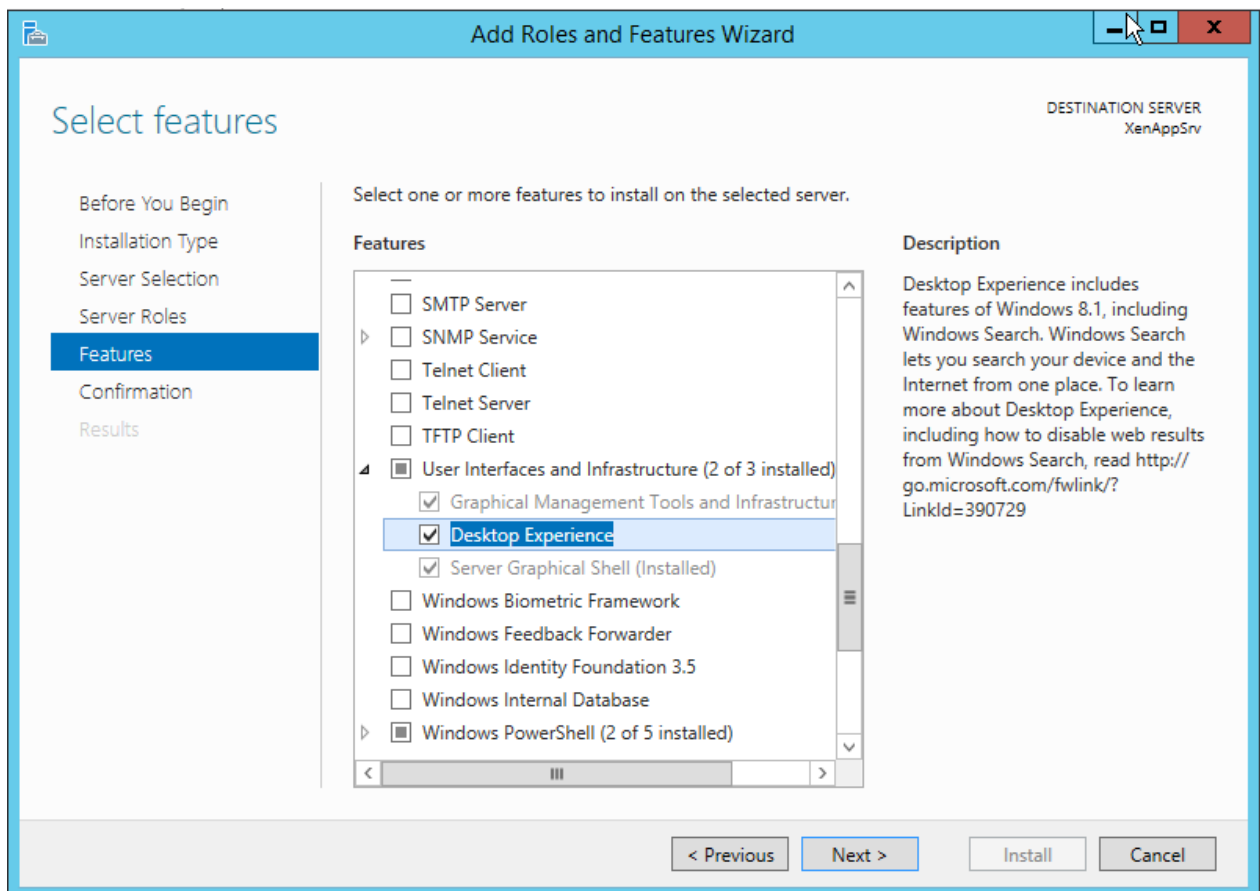 Add Roles and Features Wizard
Select features
DESTINATION SERVER
XenAppSrv
Before You Begin
Installation Type
Server Selection
Server Roles
Features
Confirmation
Results
Select one or more features to install on the selected server.
Features
SMTP Server
SNMP Service
Telnet Client
Telnet Server
TFTP Client
User Interfaces and Infrastructure (2 of 3 installed)
Graphical Management Tools and Infrastructur
Desktop Experience
Server Graphical Shell (Installed)
Windows Biometric Framework
Windows Feedback Forwarder
Windows Identity Foundation 3.5
Windows Internal Database
Windows PowerShell (2 of 5 installed)
Description
Desktop Experience includes
features of Windows 8.1, including
Windows Search. Windows Search
lets you search your device and the
Internet from one place. To learn
more about Desktop Experience,
including how to disable web results
from Windows Search, read http://
go.microsoft.com/fwlink/?
LinkId=390729
< Previous
Next >
Install
Cancel